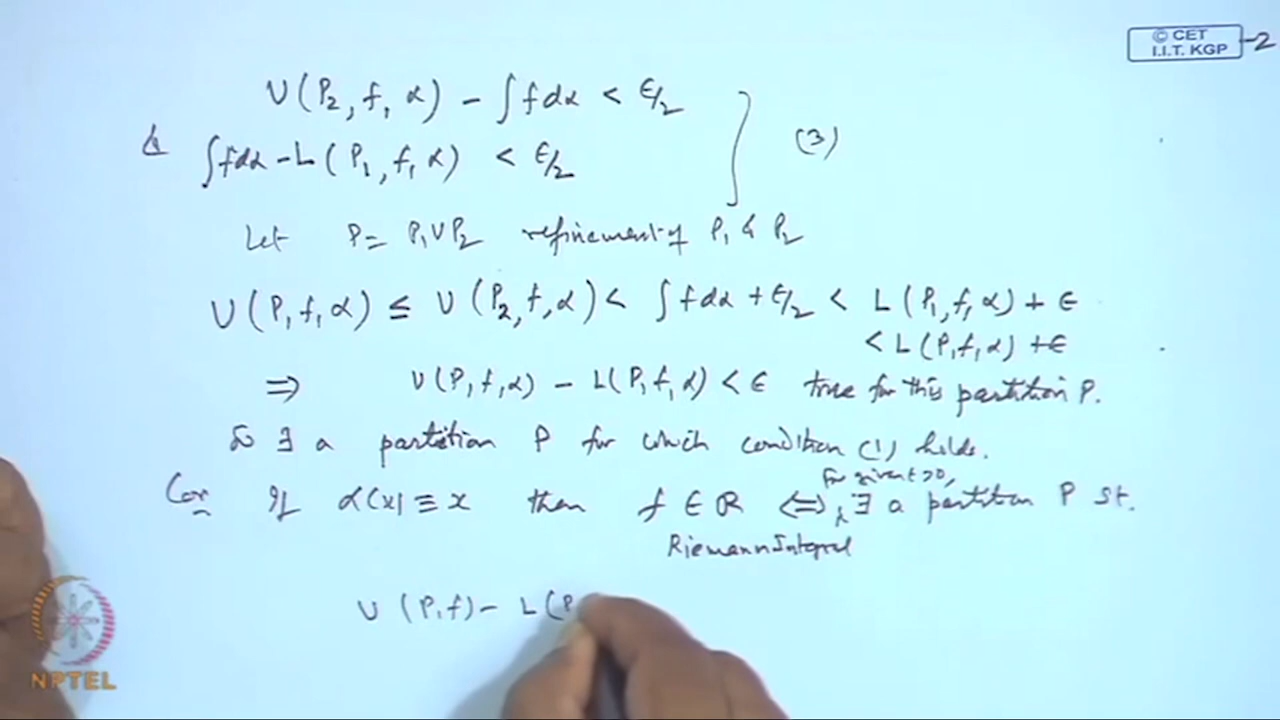 © CET
I.I.T. KGP
-2
U(P2, f, α) - ∫f dα < ε/2
& ∫fdα - L(P1, f, α) < ε/2 (3)
Let P = P1 ∪ P2 refinement of P1 & P2
U(P, f, α) ≤ U(P2, f, α) < ∫f dα + ε/2 < L(P1, f, α) + ε
< L(P, f, α) + ε
⇒ U(P, f, α) - L(P, f, α) < ε true for this partition P.
So ∃ a partition P for which condition (1) holds.
for given ε>0,
Cor If α(x) ≡ x then f ∈ R ⇔ ∃ a partition P st.
Riemann Integral
U(P, f) - L(P
NPTEL